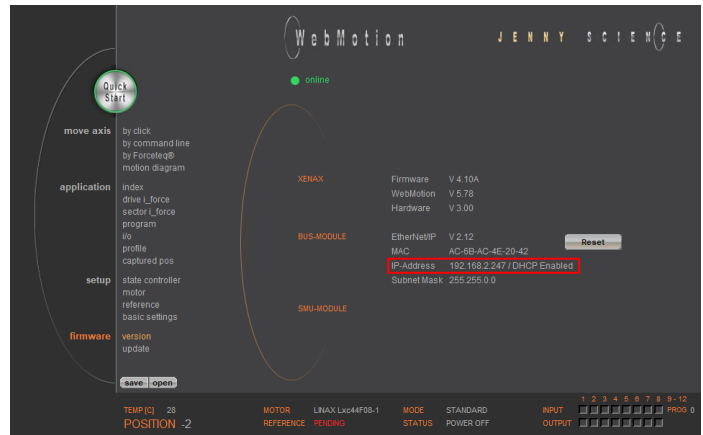 WebMotion
JENNY SCIENCE
online
Quick
Start
move axis
by click
by command line
by Forceteq®
motion diagram
application
index
drive i_force
sector i_force
program
i/o
profile
captured pos
setup
state controller
motor
reference
basic settings
firmware
version
update
save open
XENAX
Firmware V 4.10A
WebMotion V 5.78
Hardware V 3.00
BUS-MODULE
EtherNet/IP V 2.12
MAC AC-6B-AC-4E-20-42
IP-Address 192.168.2.247 / DHCP Enabled
Subnet Mask 255.255.0.0
Reset
SMU-MODULE
TEMP [C] 28
POSITION -2
MOTOR LINAX Lxc44F08-1
REFERENCE PENDING
MODE STANDARD
STATUS POWER OFF
1 2 3 4 5 6 7 8 9 - 12
INPUT PROG 0
OUTPUT